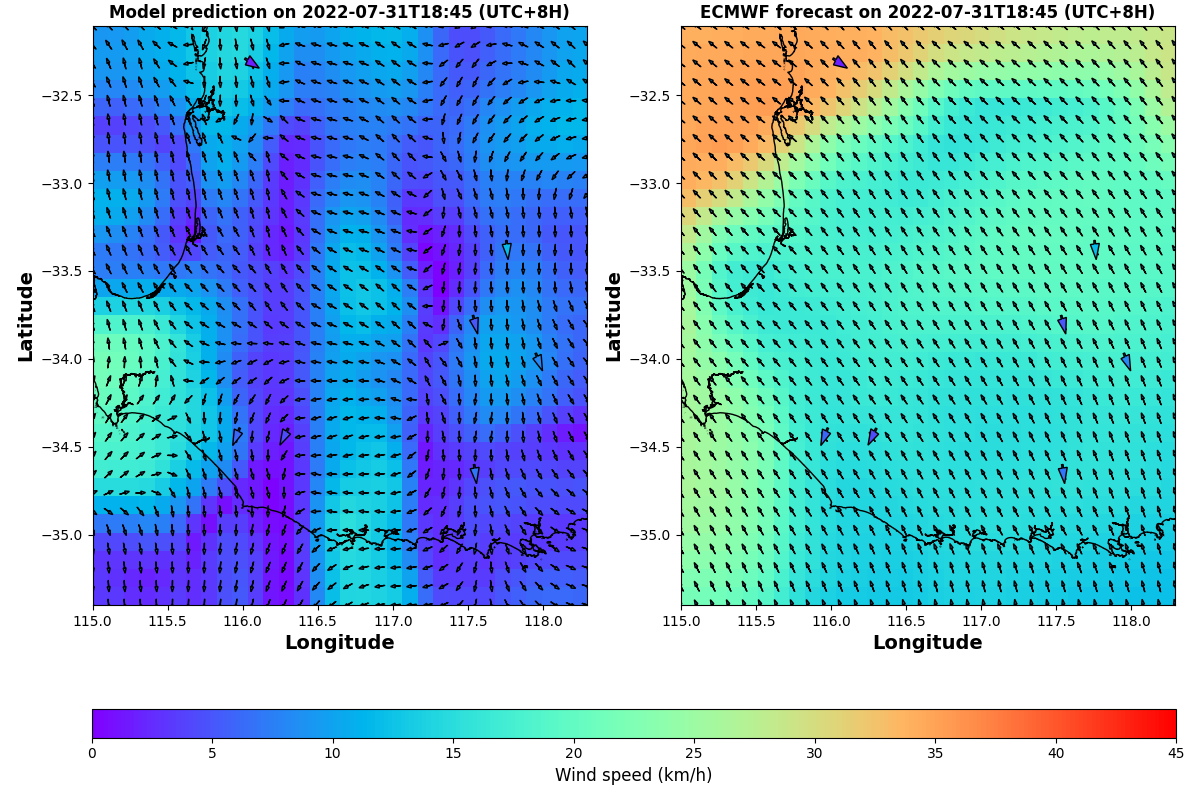 Model prediction on 2022-07-31T18:45 (UTC+8H)
ECMWF forecast on 2022-07-31T18:45 (UTC+8H)
Latitude
−32.5
−33.0
−33.5
−34.0
−34.5
−35.0
115.0 115.5 116.0 116.5 117.0 117.5 118.0
Longitude
Latitude
−32.5
−33.0
−33.5
−34.0
−34.5
−35.0
115.0 115.5 116.0 116.5 117.0 117.5 118.0
Longitude
0 5 10 15 20 25 30 35 40 45
Wind speed (km/h)